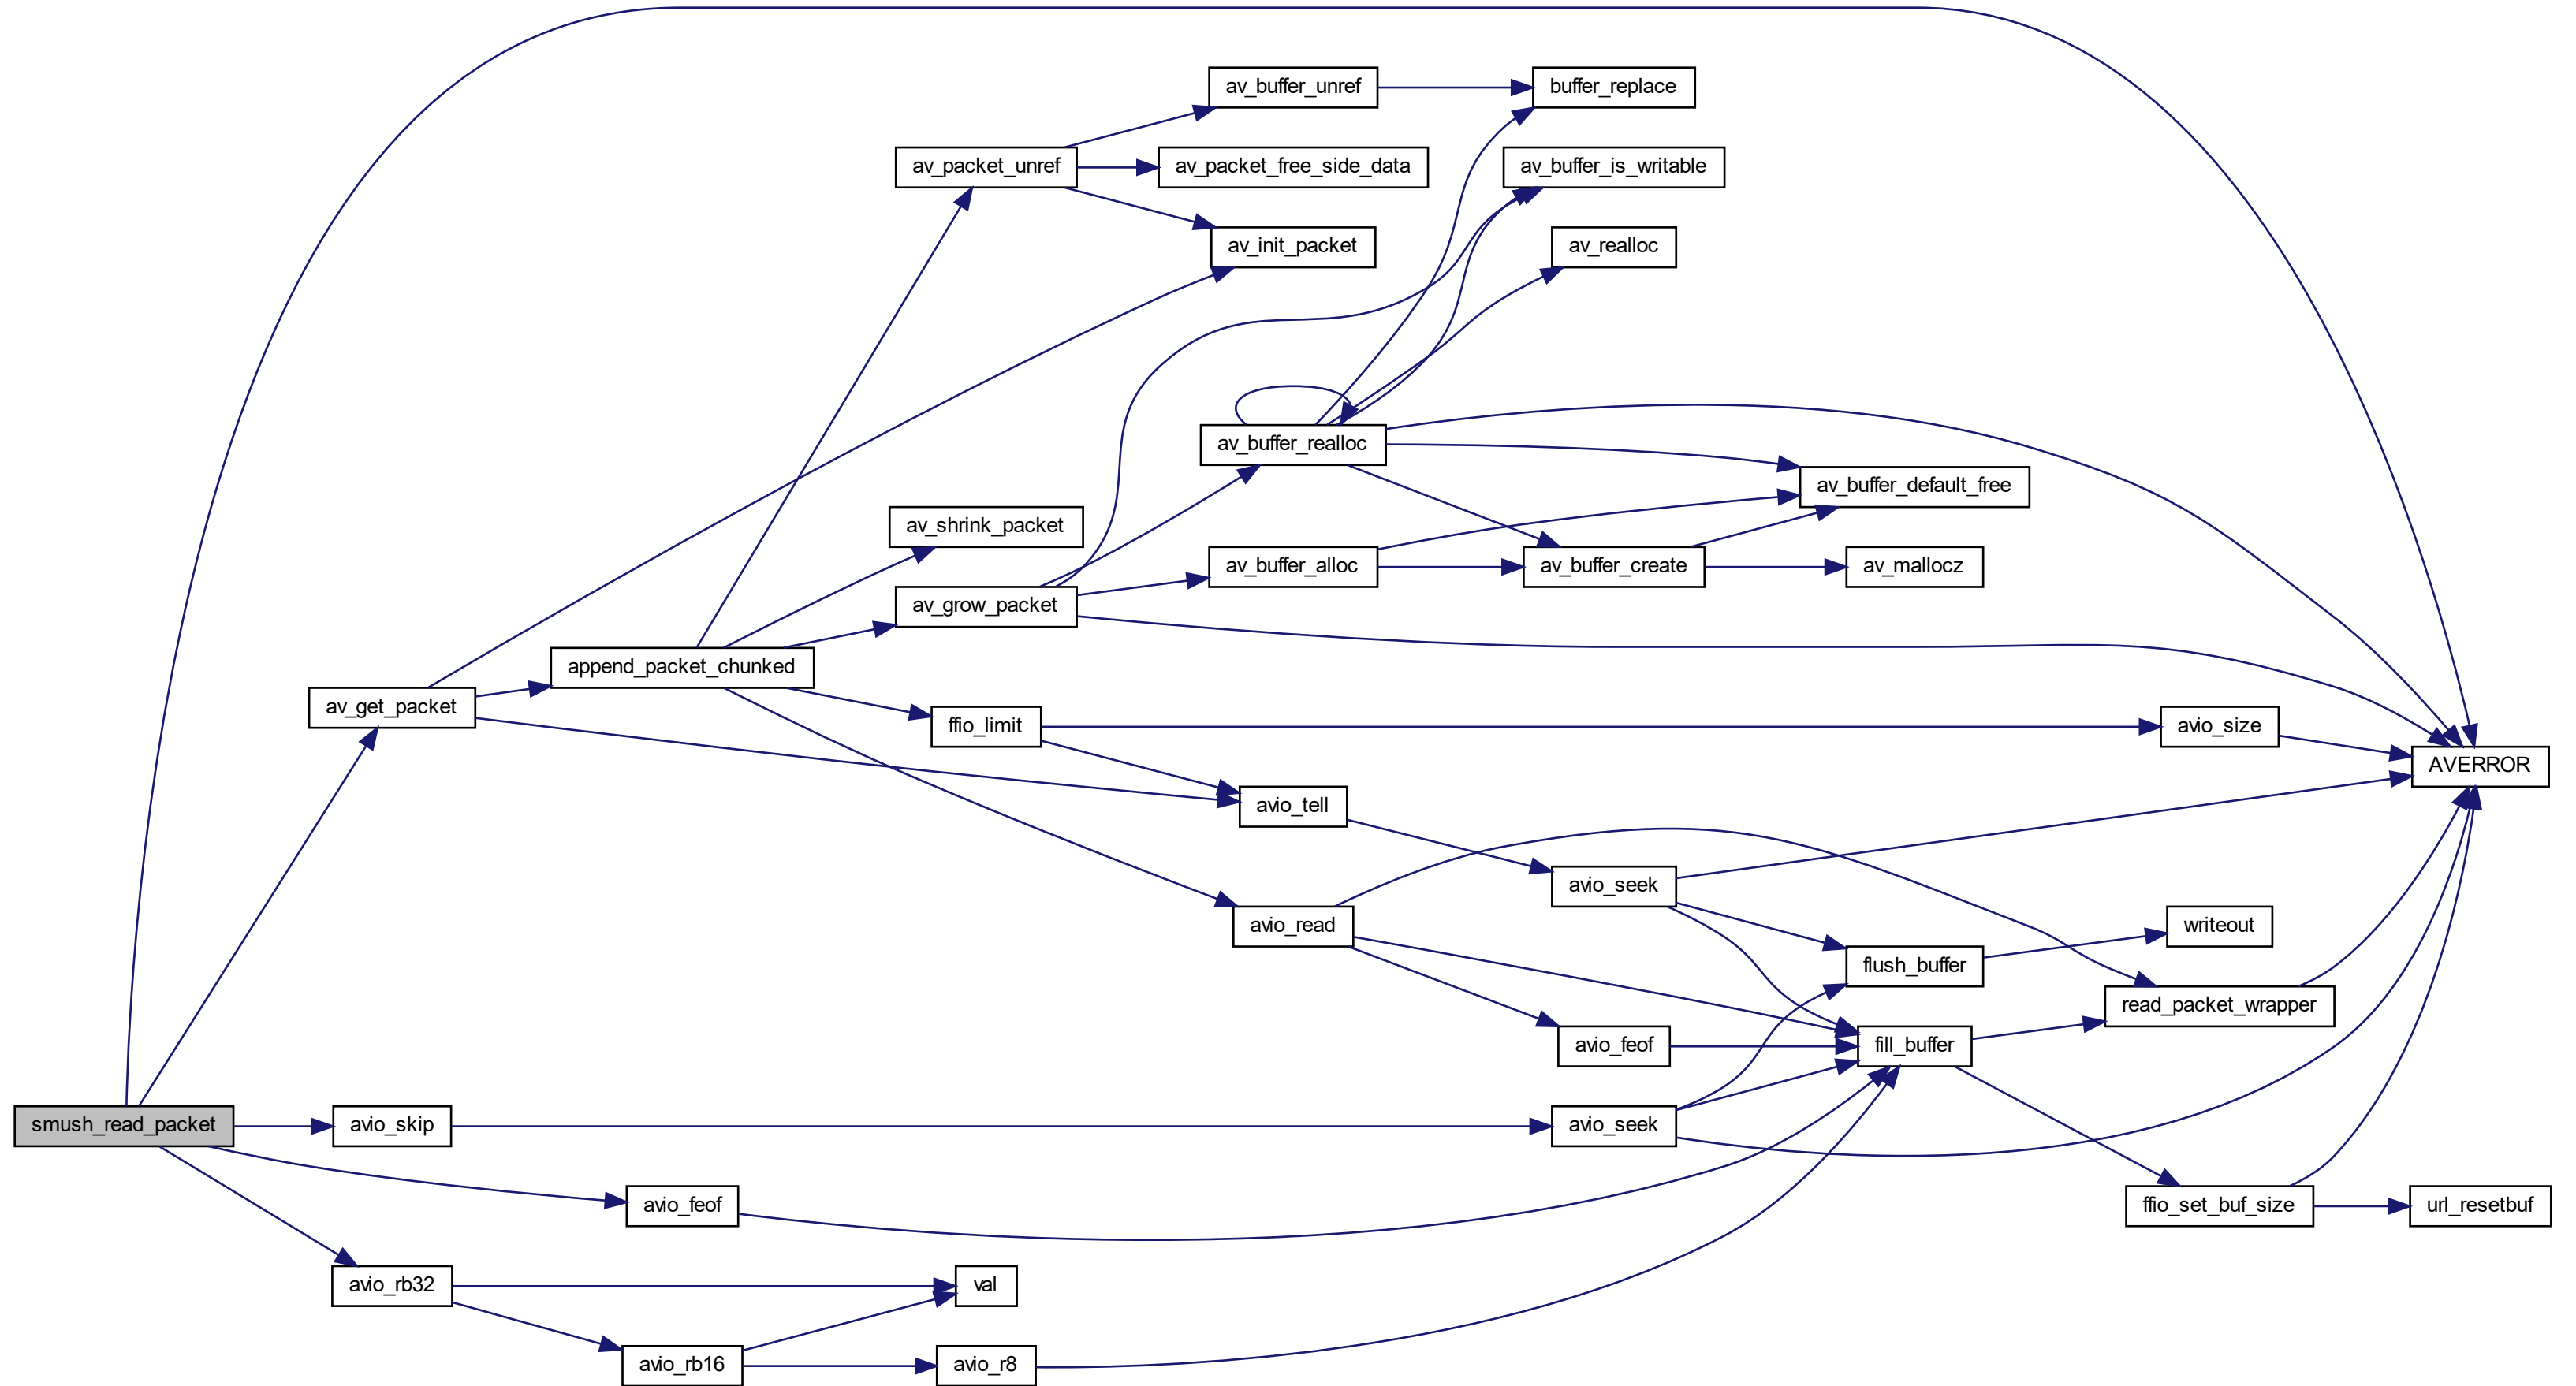 av_buffer_unref
buffer_replace
av_packet_unref
av_packet_free_side_data
av_buffer_is_writable
av_init_packet
av_realloc
av_buffer_realloc
av_buffer_default_free
av_shrink_packet
av_buffer_alloc
av_buffer_create
av_mallocz
av_grow_packet
append_packet_chunked
av_get_packet
ffio_limit
avio_size
AVERROR
avio_tell
avio_seek
avio_read
writeout
flush_buffer
read_packet_wrapper
avio_feof
fill_buffer
smush_read_packet
avio_skip
avio_seek
avio_feof
ffio_set_buf_size
url_resetbuf
avio_rb32
val
avio_rb16
avio_r8